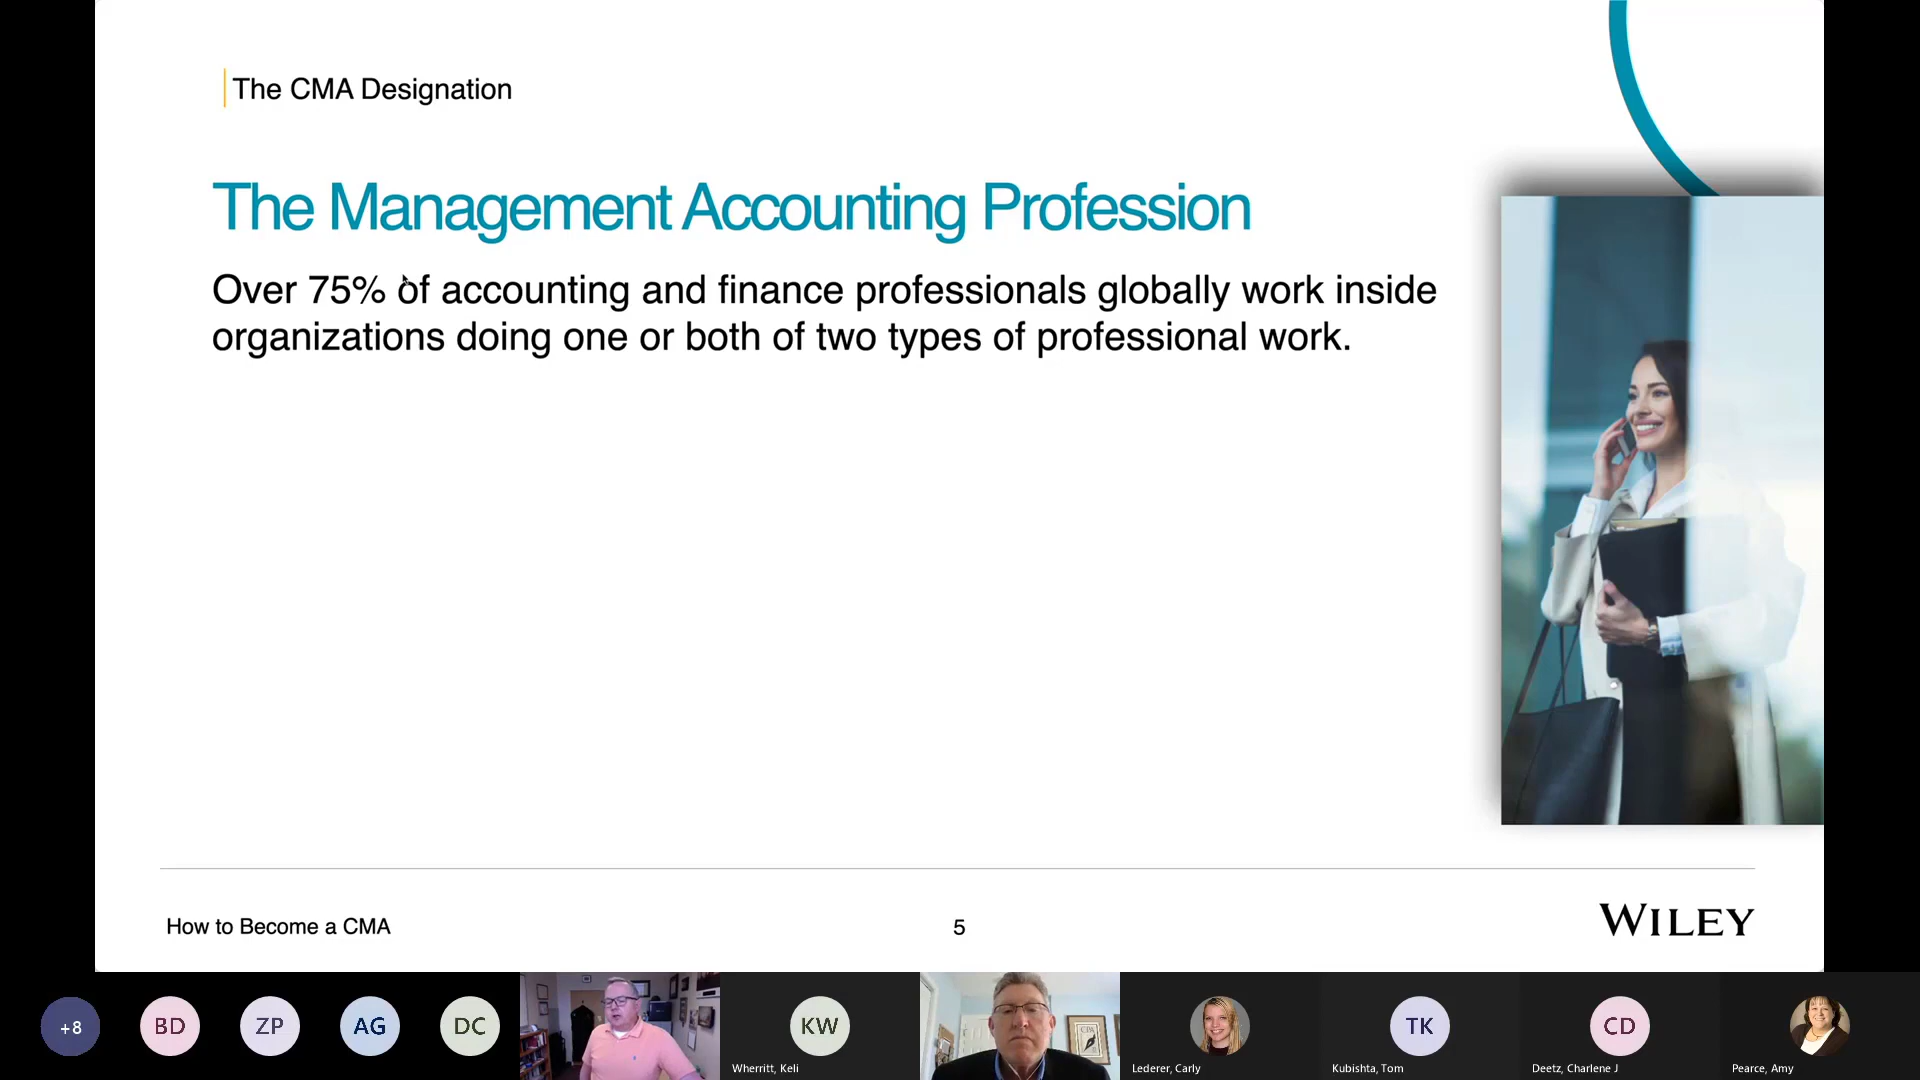 The CMA Designation
The Management Accounting Profession
Over 75% of accounting and finance professionals globally work inside
organizations doing one or both of two types of professional work.
How to Become a CMA
5
WILEY
+8
BD
ZP
AG
DC
KW
Wherritt, Keli
CPA
Lederer, Carly
TK
Kubishta, Tom
CD
Deetz, Charlene J
Pearce, Amy